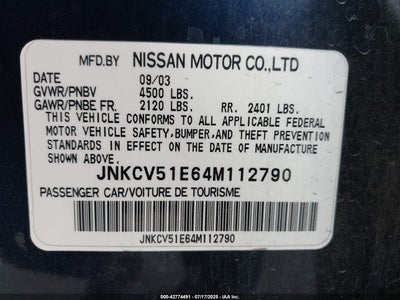 MFD.BY NISSAN MOTOR CO.,LTD
DATE 09/03
GVWR/PNBV 4500 LBS.
GAWR/PNBE FR. 2120 LBS. RR. 2401 LBS.
THIS VEHICLE CONFORMS TO ALL APPLICABLE FEDERAL
MOTOR VEHICLE SAFETY, BUMPER, AND THEFT PREVENTION
STANDARDS IN EFFECT ON THE DATE OF MANUFACTURE
SHOWN ABOVE.
JNKCV51E64M112790
PASSENGER CAR/VOITURE DE TOURISME
JNKCV51E64M112790
IAA 000-42774491 - 07/17/2025 - IAAI.COM